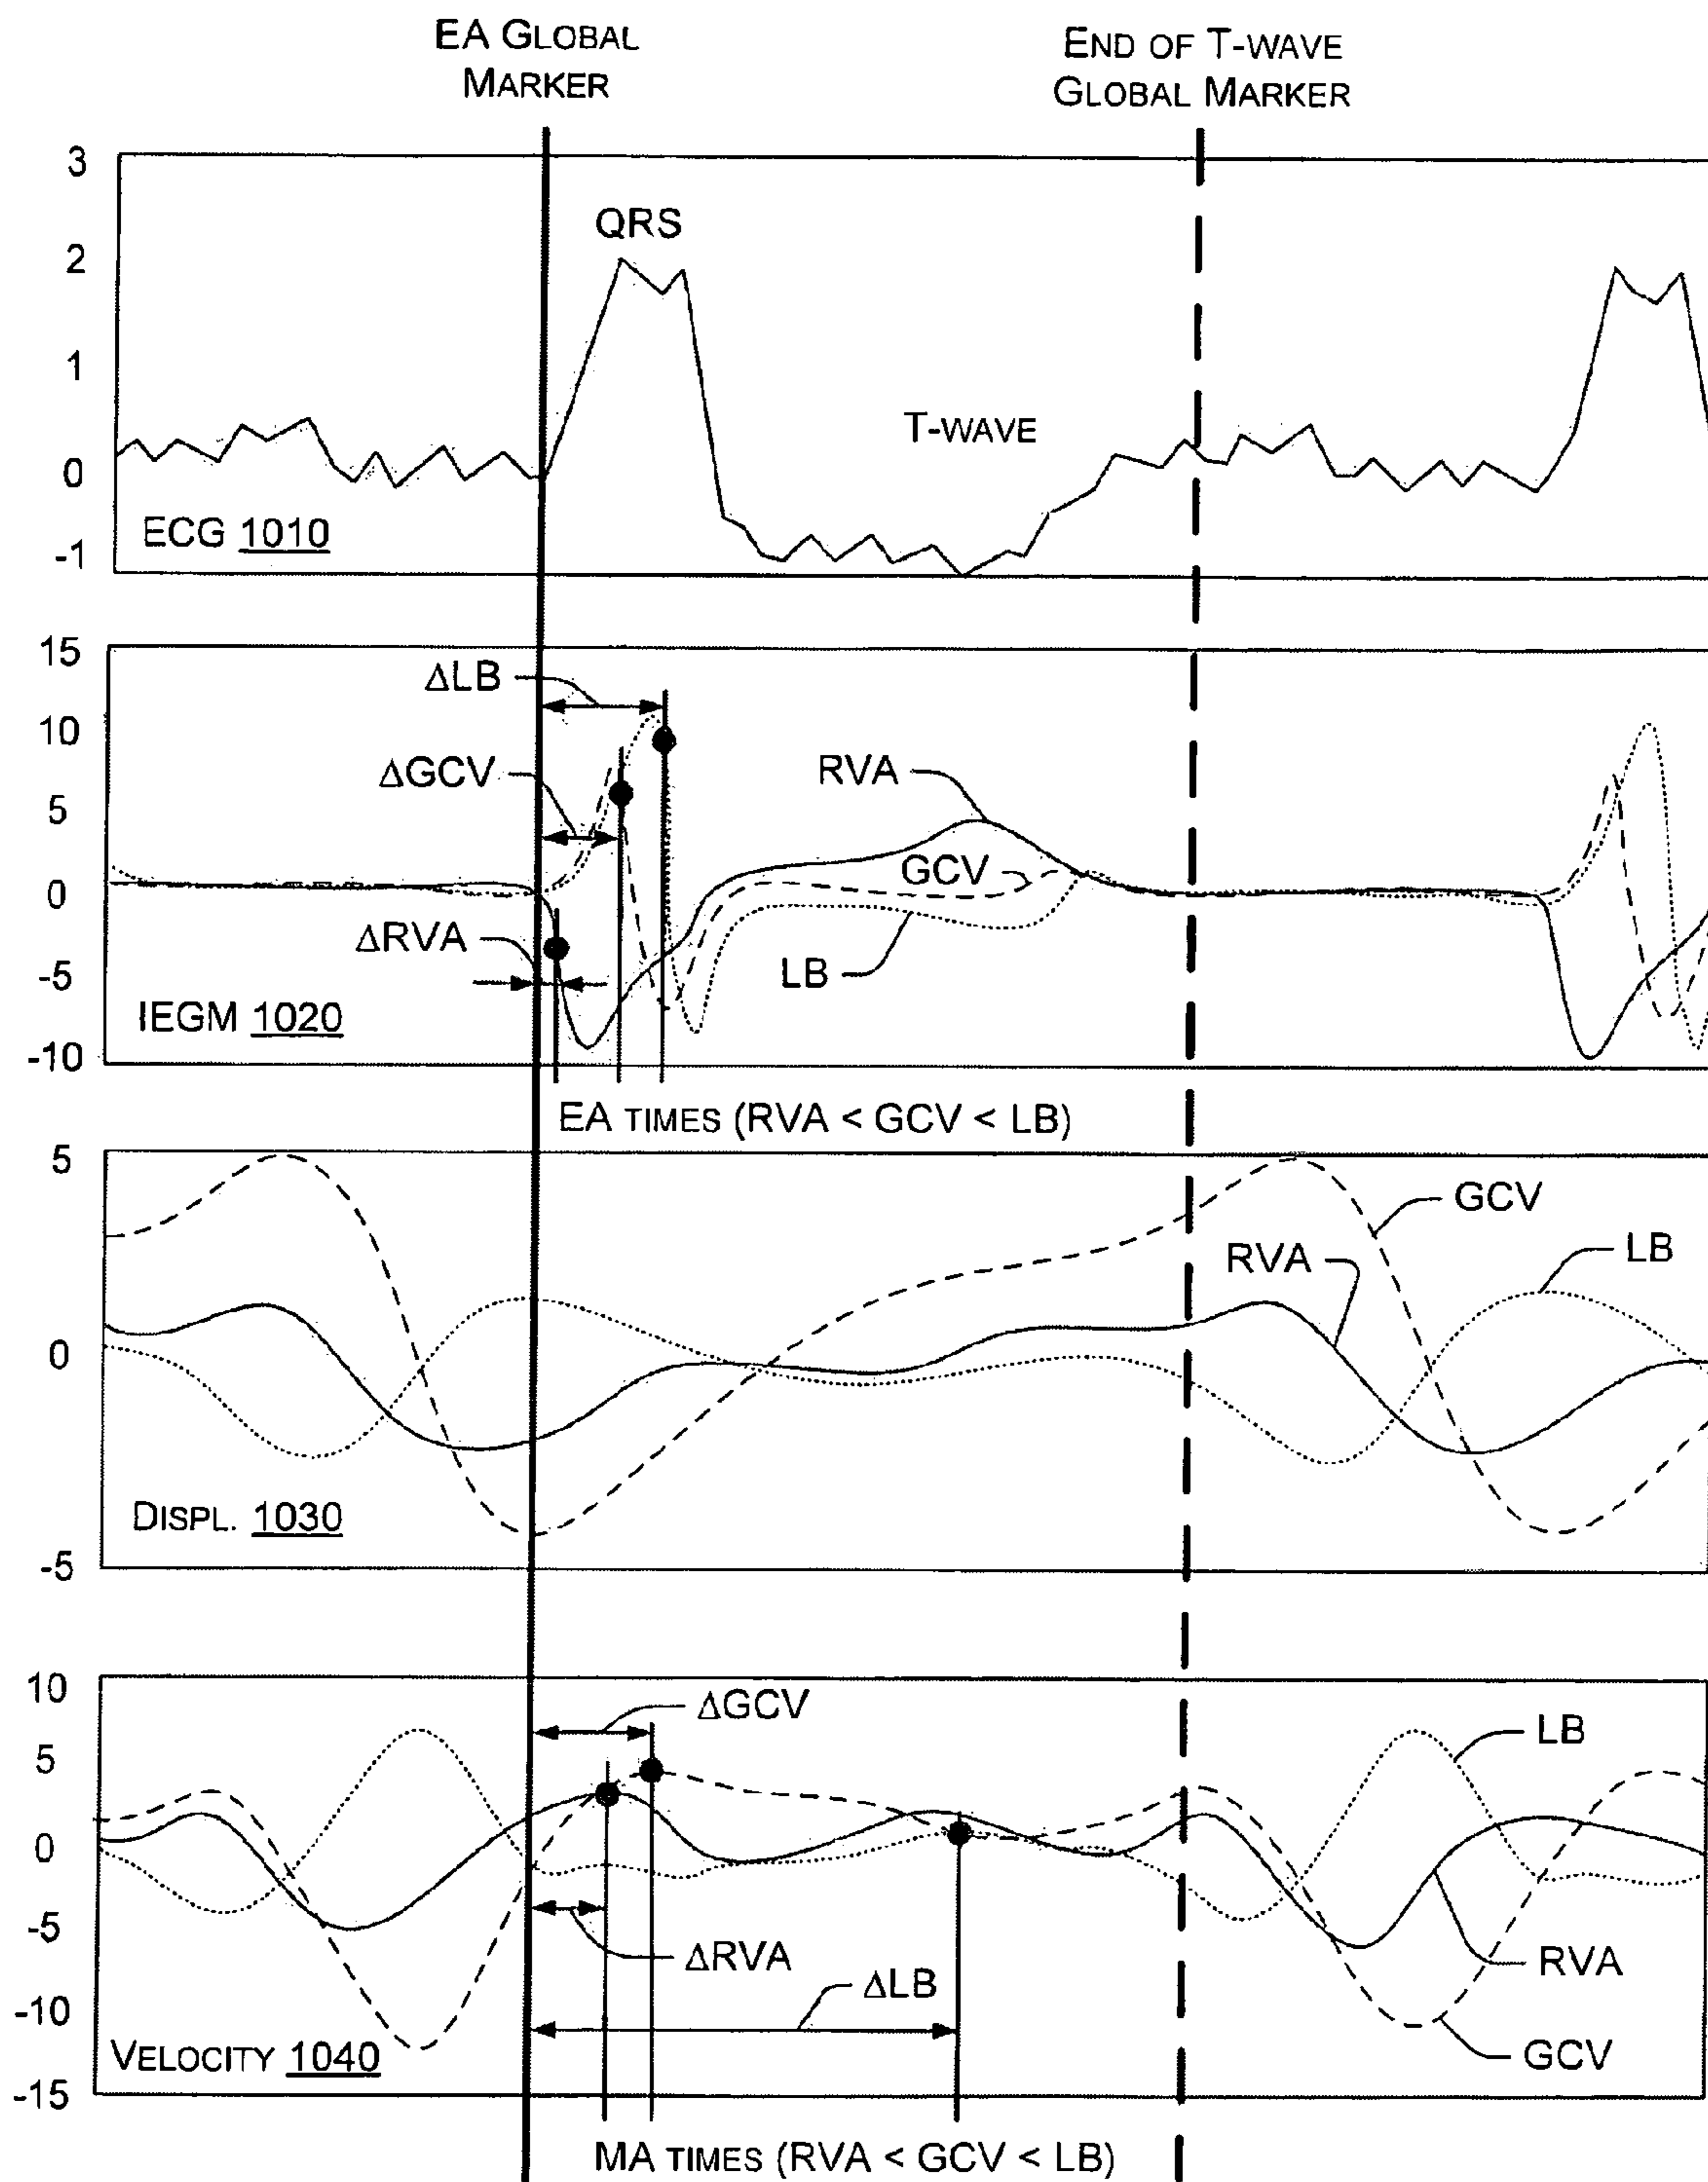 EA GLOBAL
MARKER
END OF T-WAVE
GLOBAL MARKER
3
2
1
0
-1
QRS
T-WAVE
ECG 1010
15
10
5
0
-5
-10
ΔLB
ΔGCV
ΔRVA
RVA
GCV
LB
IEGM 1020
EA TIMES (RVA < GCV < LB)
5
0
-5
GCV
RVA
LB
DISPL. 1030
10
5
0
-5
-10
-15
ΔGCV
LB
ΔRVA
ΔLB
RVA
GCV
VELOCITY 1040
MA TIMES (RVA < GCV < LB)